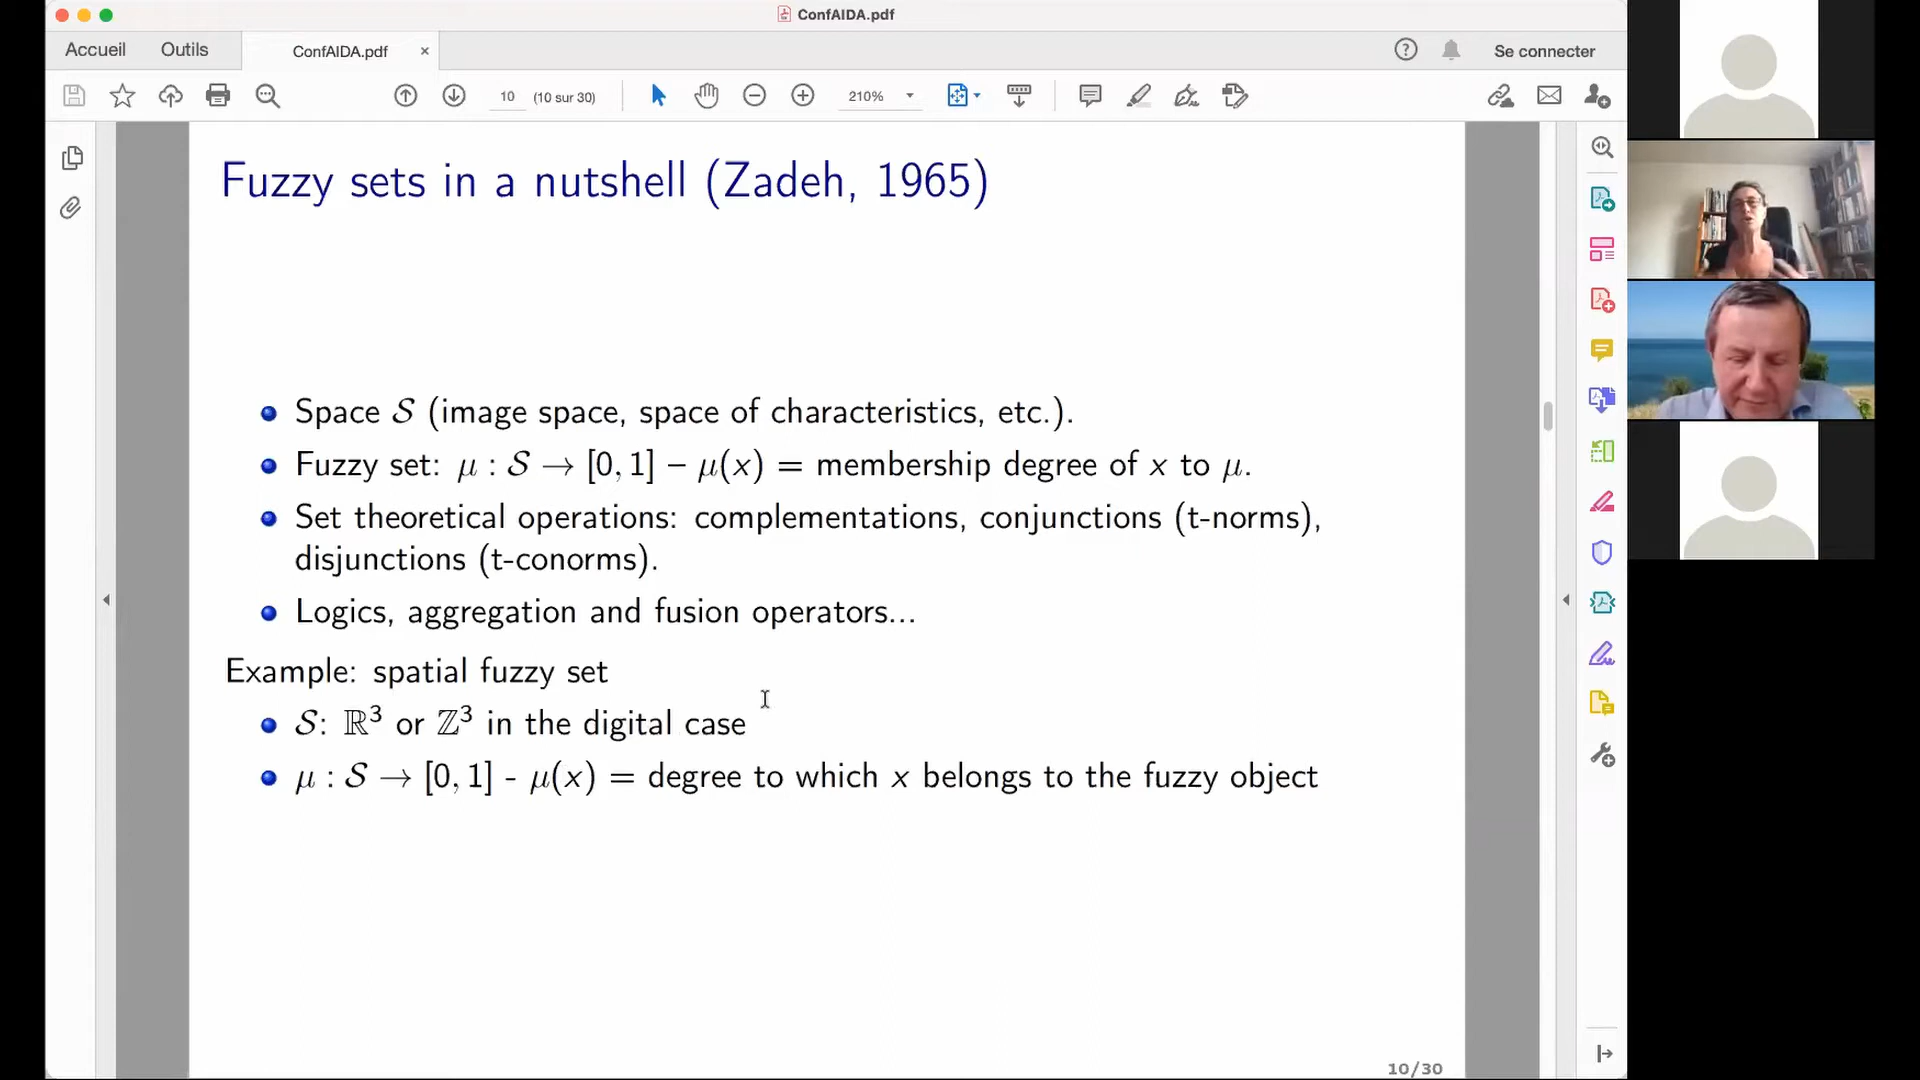 ConfAIDA.pdf
Accueil
Outils
ConfAIDA.pdf
×
Se connecter
10
(10 sur 30)
210%
Fuzzy sets in a nutshell (Zadeh, 1965)
Space 𝒮 (image space, space of characteristics, etc.).
Fuzzy set: μ : 𝒮 → [0, 1] – μ(x) = membership degree of x to μ.
Set theoretical operations: complementations, conjunctions (t-norms),
disjunctions (t-conorms).
Logics, aggregation and fusion operators...
Example: spatial fuzzy set
𝒮: ℝ³ or ℤ³ in the digital case
μ : 𝒮 → [0, 1] - μ(x) = degree to which x belongs to the fuzzy object
10/30